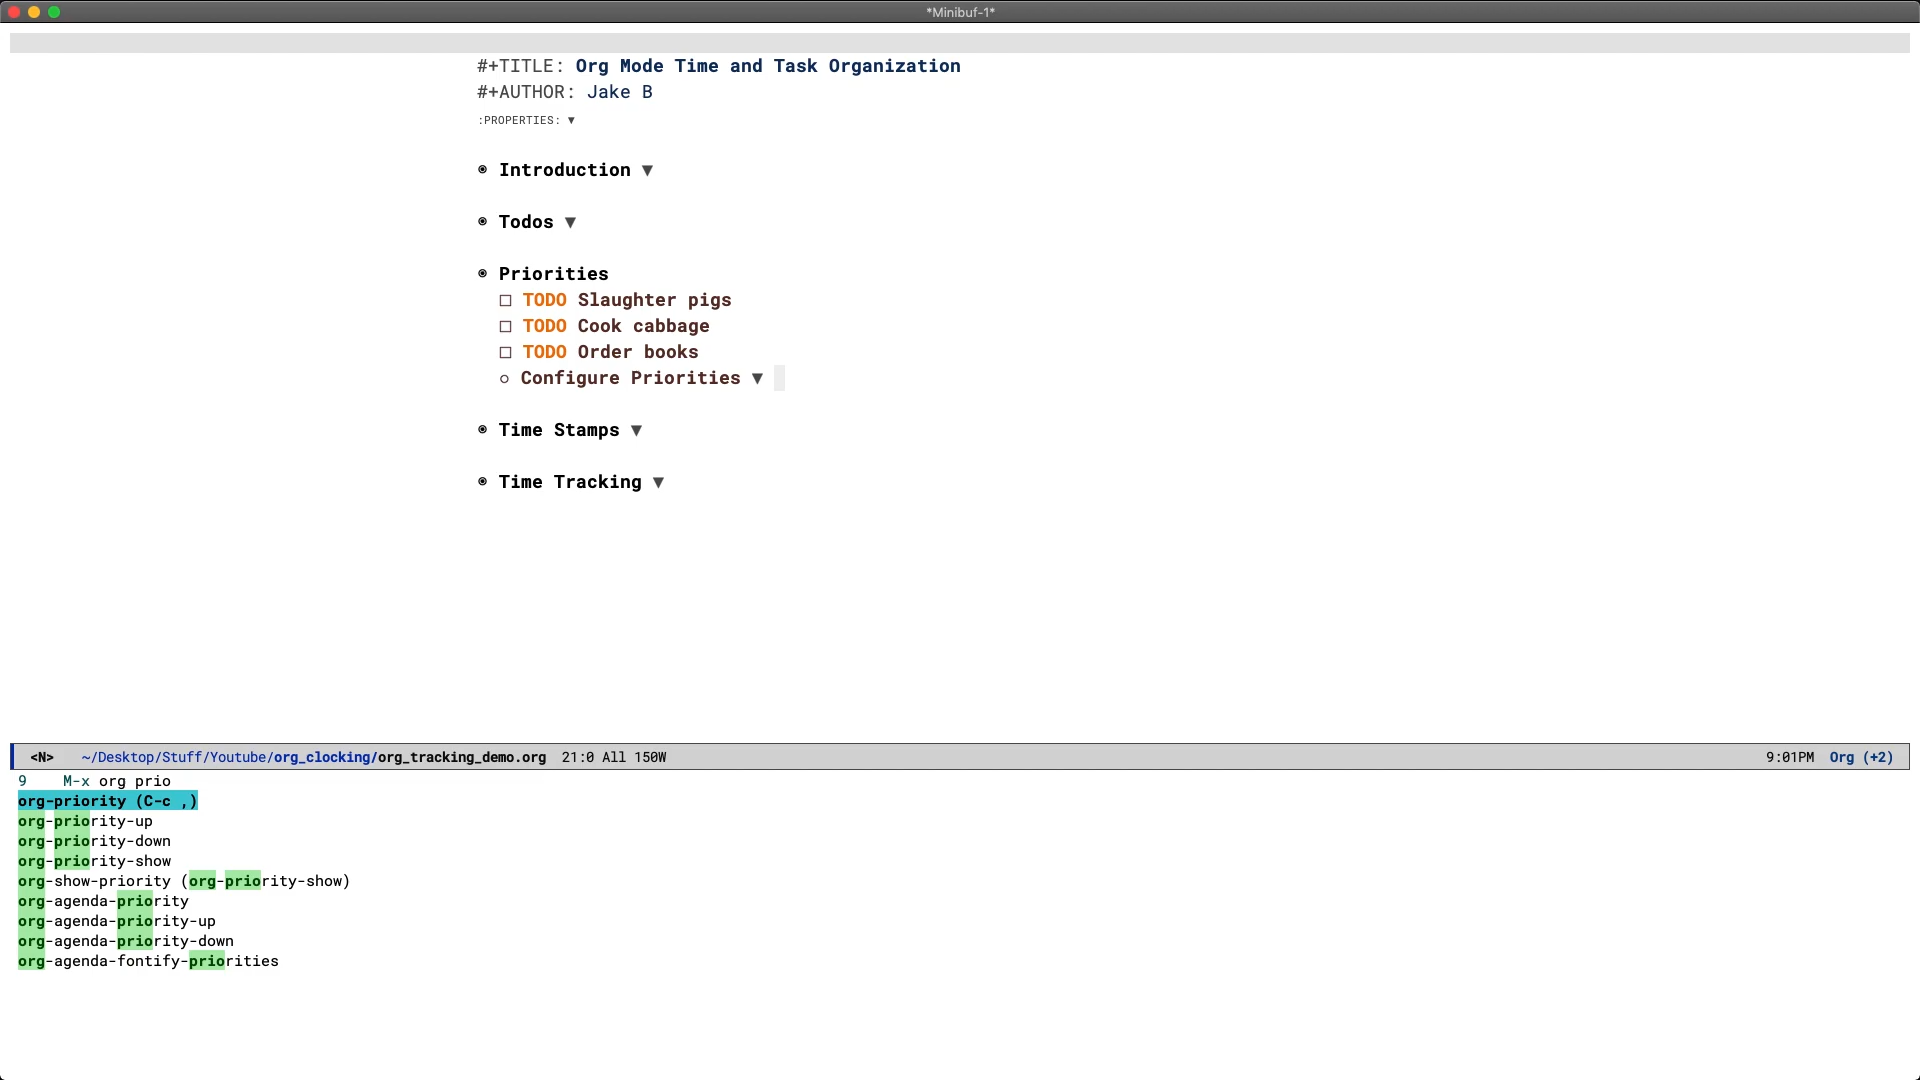 *Minibuf-1*
#+TITLE: Org Mode Time and Task Organization
#+AUTHOR: Jake B
:PROPERTIES: ▼
◉ Introduction ▼
◉ Todos ▼
◉ Priorities
□ TODO Slaughter pigs
□ TODO Cook cabbage
□ TODO Order books
○ Configure Priorities ▼
◉ Time Stamps ▼
◉ Time Tracking ▼
<N> ~/Desktop/Stuff/Youtube/org_clocking/org_tracking_demo.org 21:0 All 150W 9:01PM Org (+2)
9 M-x org prio
org-priority (C-c ,)
org-priority-up
org-priority-down
org-priority-show
org-show-priority (org-priority-show)
org-agenda-priority
org-agenda-priority-up
org-agenda-priority-down
org-agenda-fontify-priorities